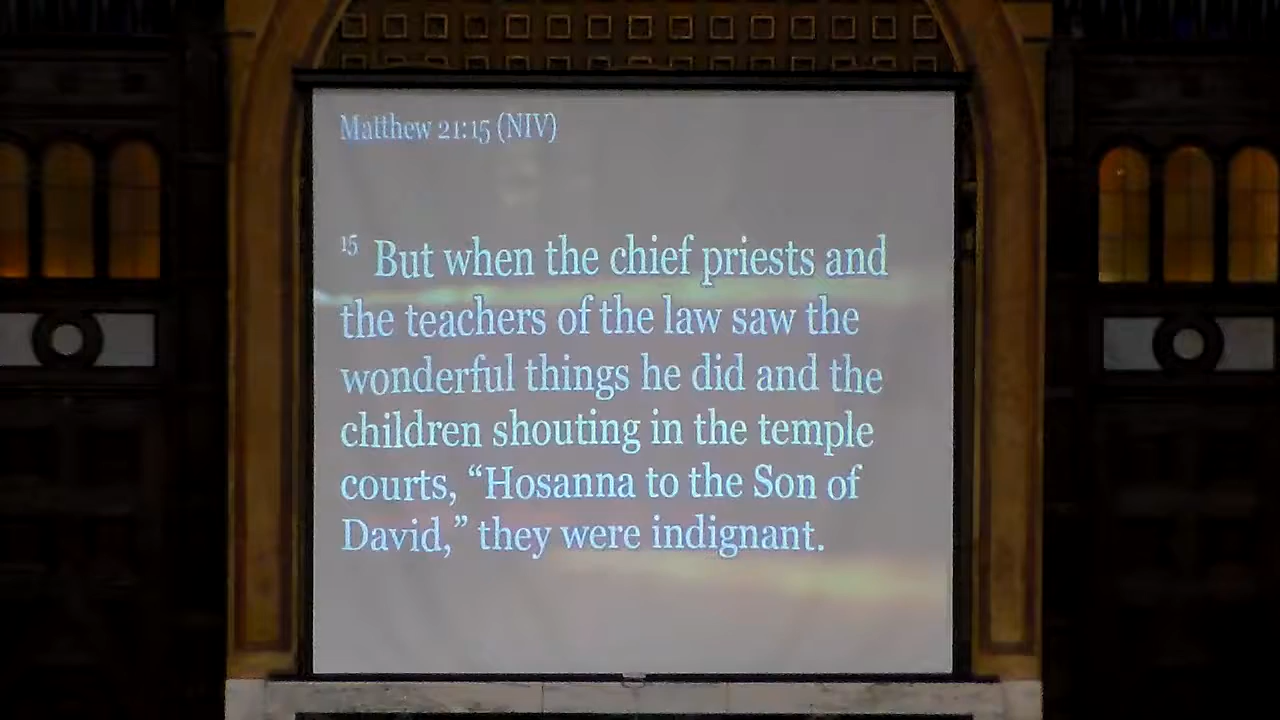 Matthew 21:15 (NIV)
15 But when the chief priests and
the teachers of the law saw the
wonderful things he did and the
children shouting in the temple
courts, “Hosanna to the Son of
David,” they were indignant.